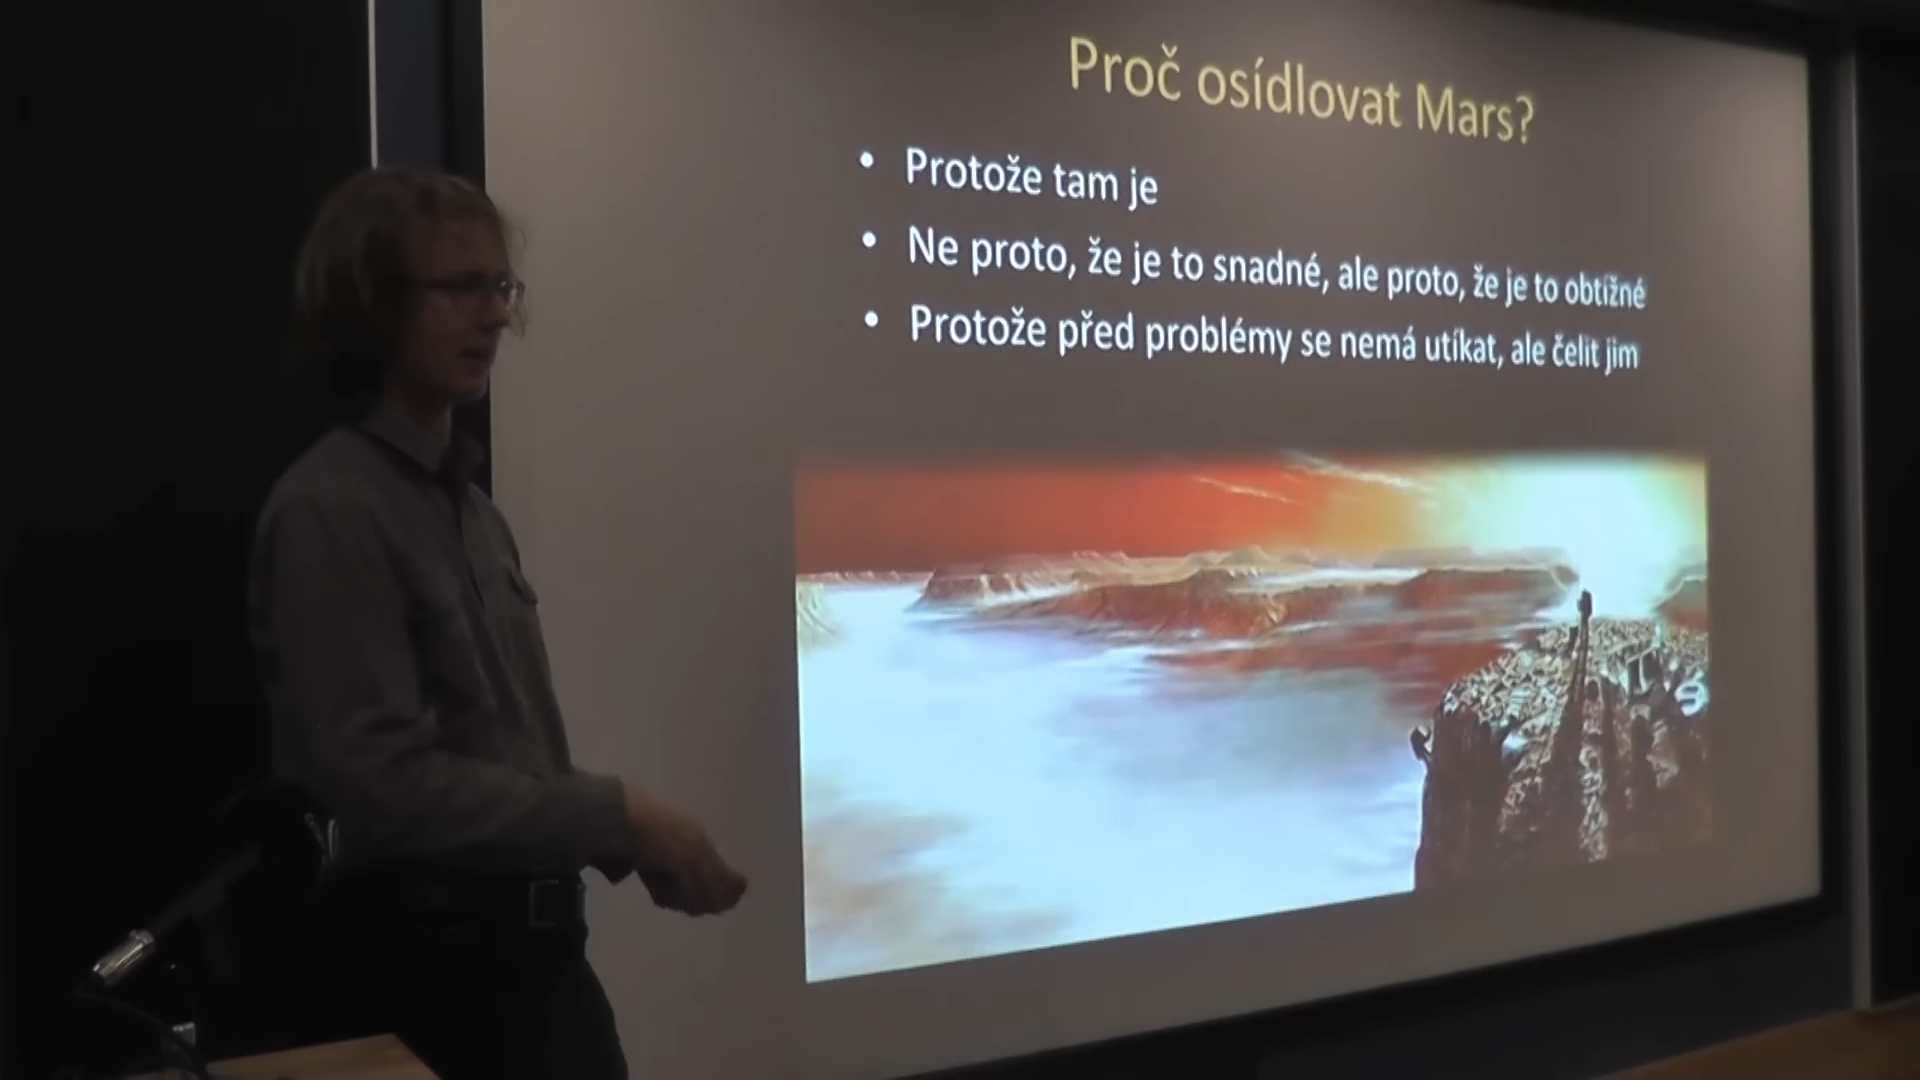 Proč osídlovat Mars?
• Protože tam je
• Ne proto, že je to snadné, ale proto, že je to obtížné
• Protože před problémy se nemá utíkat, ale čelit jim